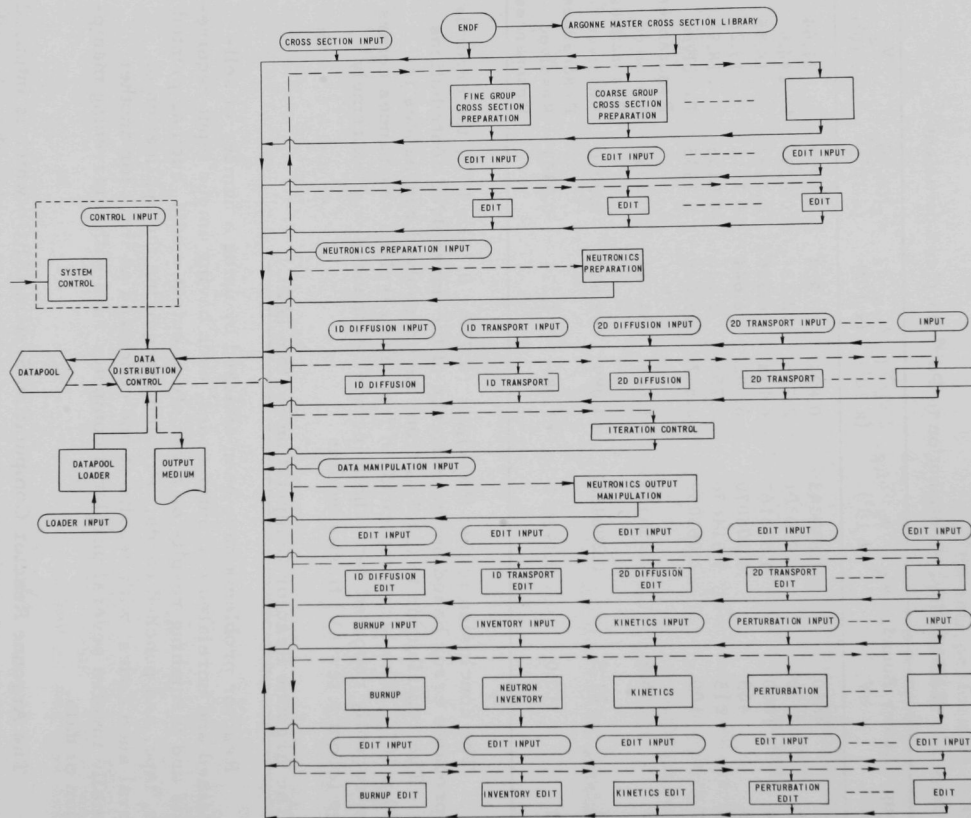 ENDF
ARGONNE MASTER CROSS SECTION LIBRARY
CROSS SECTION INPUT
FINE GROUP
CROSS SECTION
PREPARATION
COARSE GROUP
CROSS SECTION
PREPARATION
EDIT INPUT
EDIT INPUT
EDIT INPUT
EDIT
EDIT
EDIT
CONTROL INPUT
SYSTEM
CONTROL
NEUTRONICS PREPARATION INPUT
NEUTRONICS
PREPARATION
1D DIFFUSION INPUT
1D TRANSPORT INPUT
2D DIFFUSION INPUT
2D TRANSPORT INPUT
INPUT
DATAPOOL
DATA
DISTRIBUTION
CONTROL
1D DIFFUSION
1D TRANSPORT
2D DIFFUSION
2D TRANSPORT
ITERATION CONTROL
DATAPOOL
LOADER
OUTPUT
MEDIUM
DATA MANIPULATION INPUT
NEUTRONICS OUTPUT
MANIPULATION
LOADER INPUT
EDIT INPUT
EDIT INPUT
EDIT INPUT
EDIT INPUT
EDIT INPUT
1D DIFFUSION
EDIT
1D TRANSPORT
EDIT
2D DIFFUSION
EDIT
2D TRANSPORT
EDIT
BURNUP INPUT
INVENTORY INPUT
KINETICS INPUT
PERTURBATION INPUT
INPUT
BURNUP
NEUTRON
INVENTORY
KINETICS
PERTURBATION
EDIT INPUT
EDIT INPUT
EDIT INPUT
EDIT INPUT
EDIT INPUT
BURNUP EDIT
INVENTORY EDIT
KINETICS EDIT
PERTURBATION
EDIT
EDIT